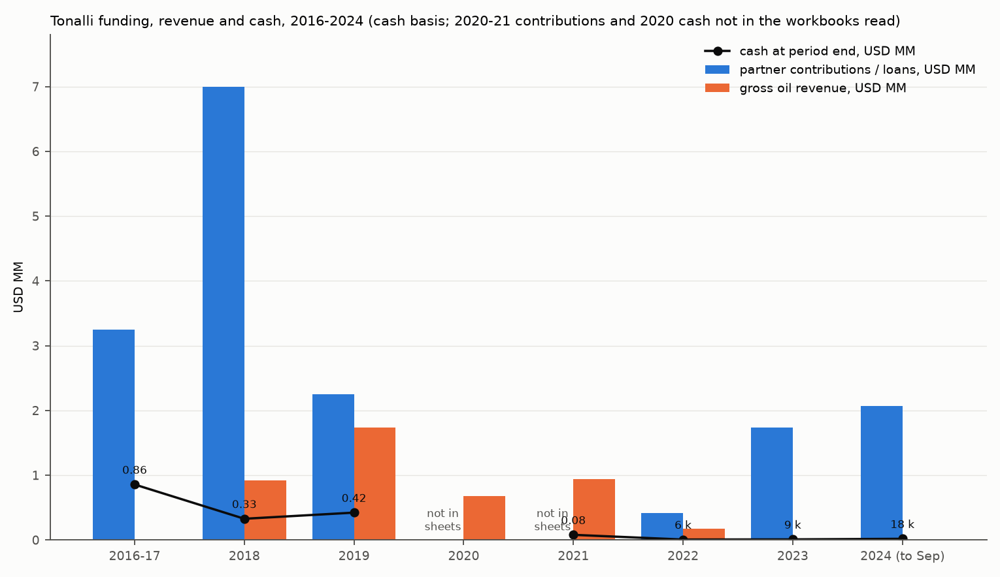 Tonalli funding, revenue and cash, 2016-2024 (cash basis; 2020-21 contributions and 2020 cash not in the workbooks read)
cash at period end, USD MM
partner contributions / loans, USD MM
gross oil revenue, USD MM
USD MM
7
6
5
4
3
2
1
0
0.86
0.33
0.42
not in
sheets
not in
sheets
0.08
6 k
9 k
18 k
2016-17
2018
2019
2020
2021
2022
2023
2024 (to Sep)